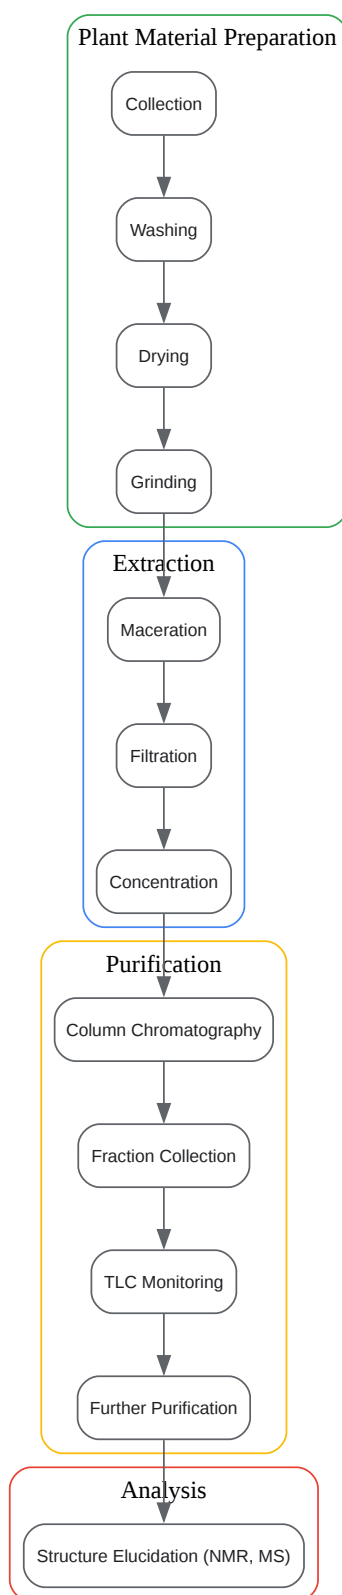 Plant Material Preparation
Collection
Washing
Drying
Grinding
Extraction
Maceration
Filtration
Concentration
Purification
Column Chromatography
Fraction Collection
TLC Monitoring
Further Purification
Analysis
Structure Elucidation (NMR, MS)